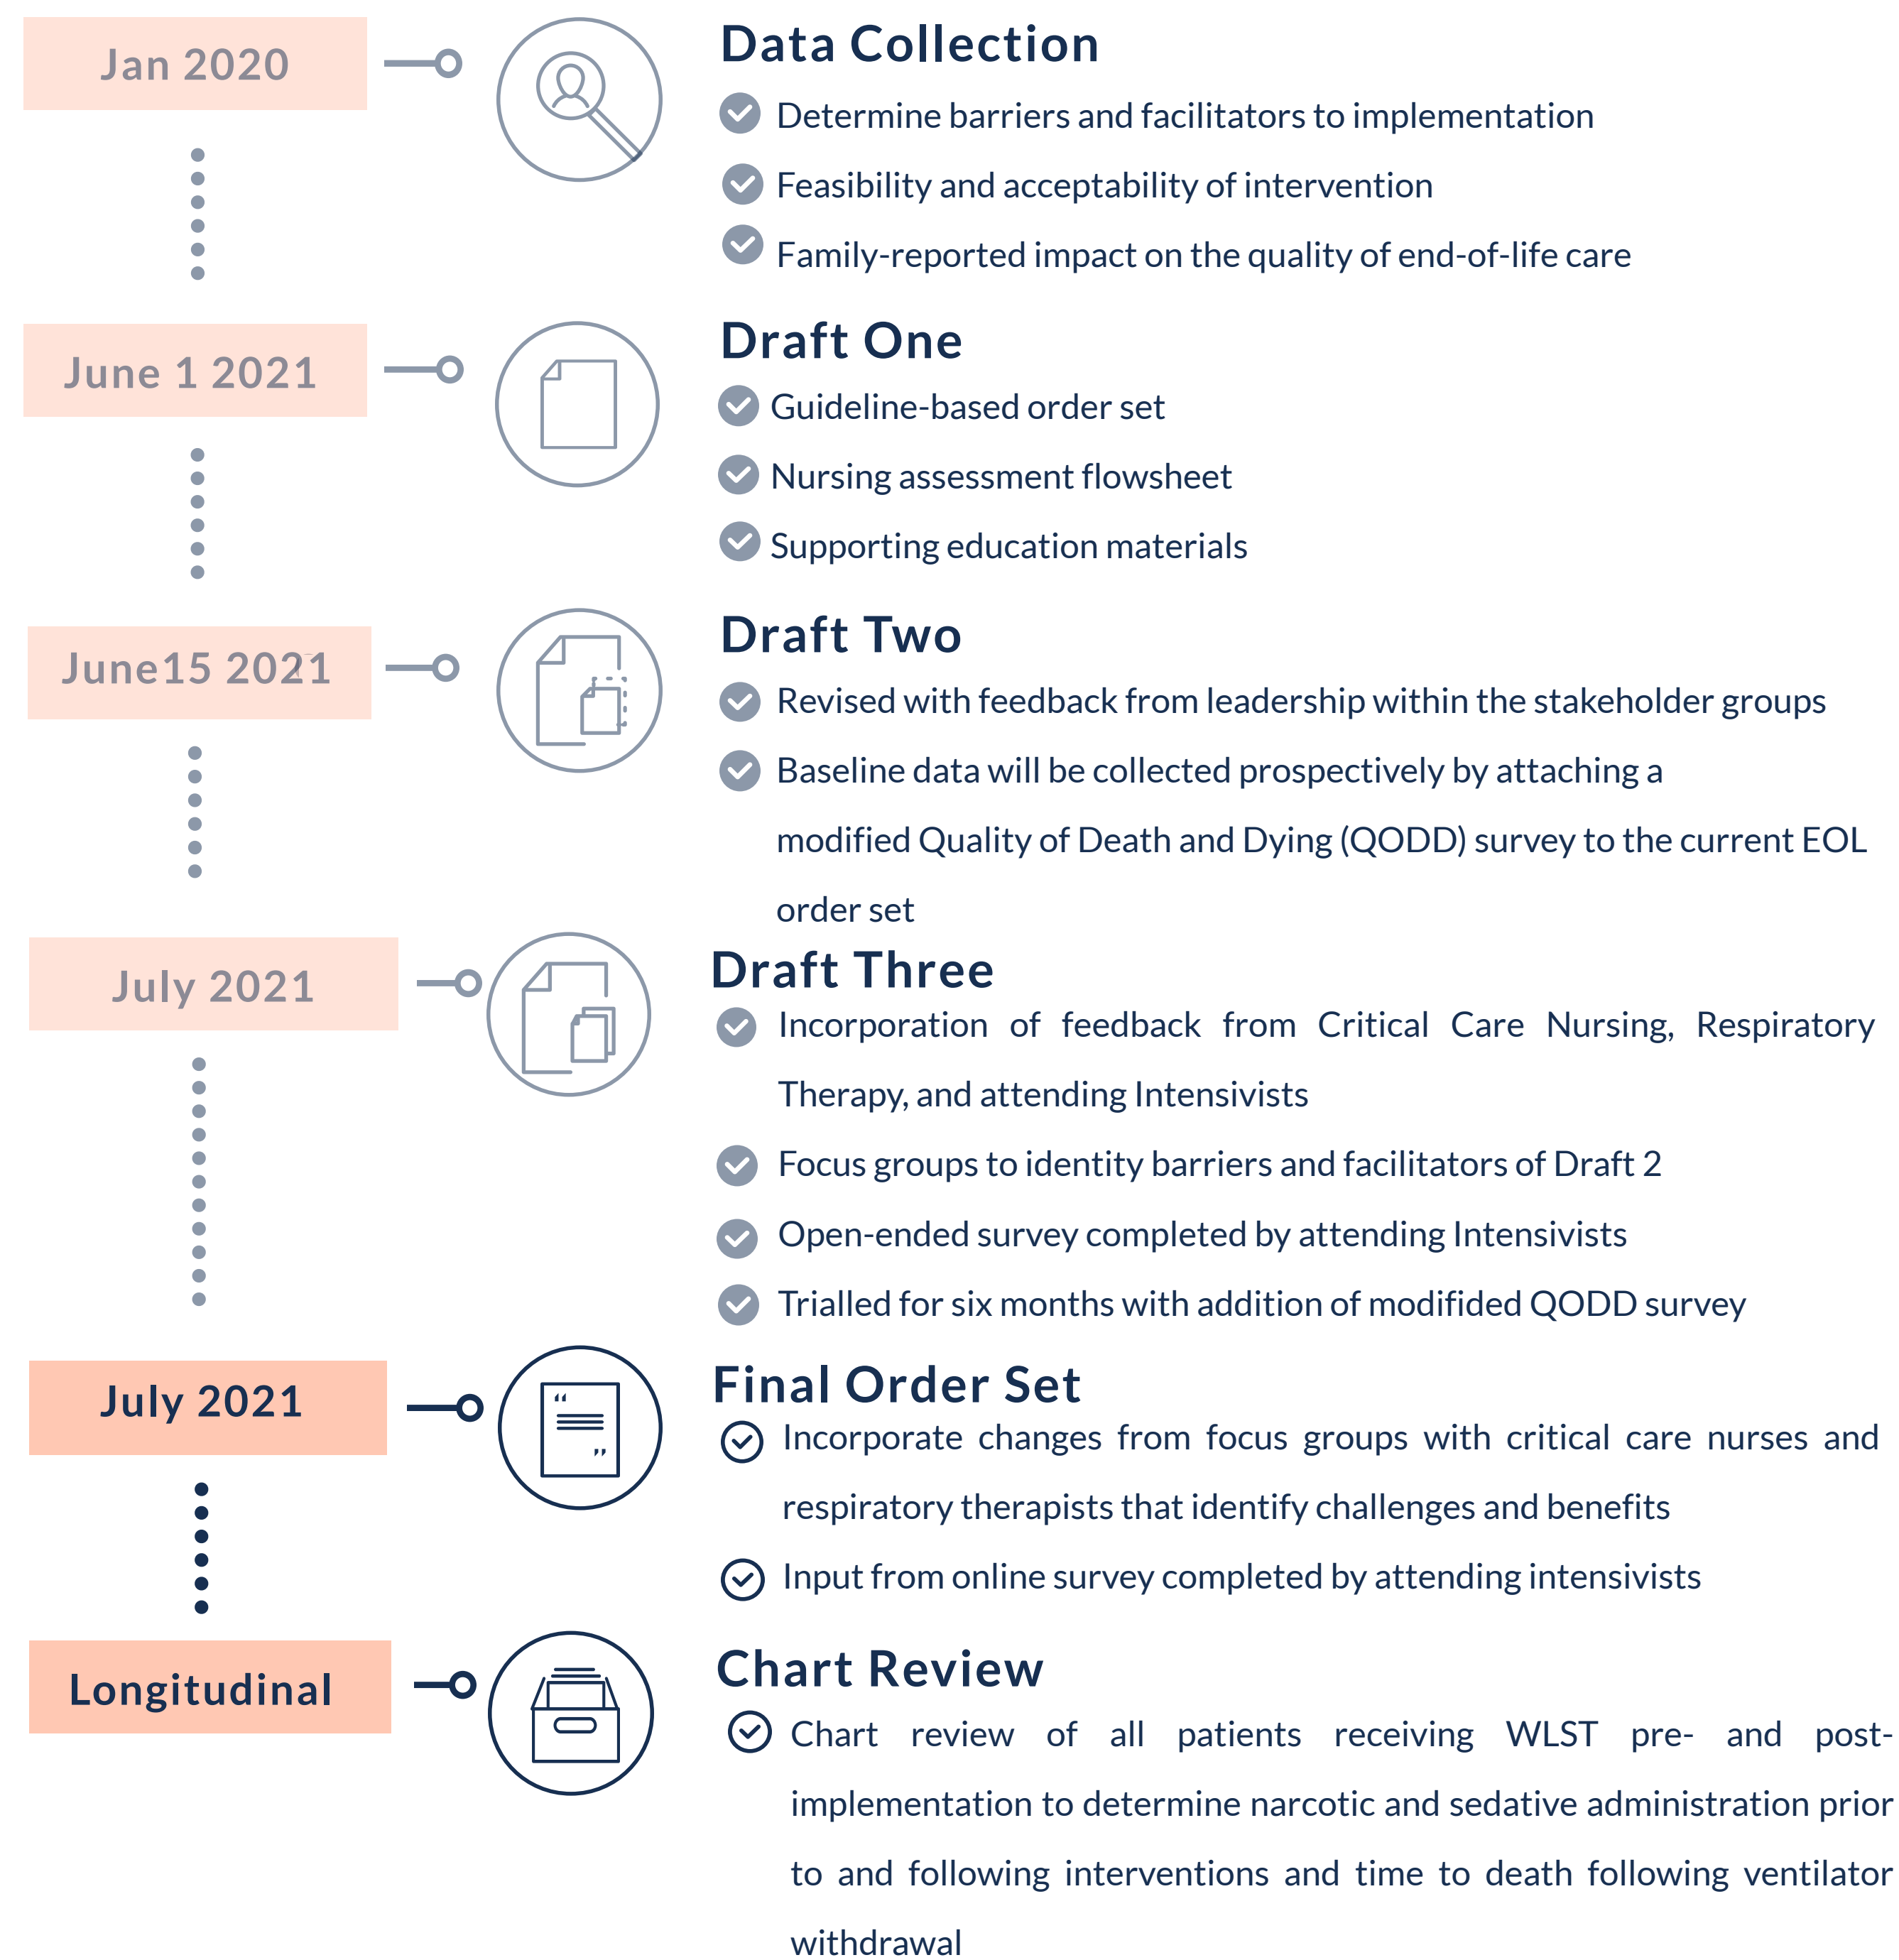 Jan 2020
Data Collection
Determine barriers and facilitators to implementation
Feasibility and acceptability of intervention
Family-reported impact on the quality of end-of-life care
June 1 2021
Draft One
Guideline-based order set
Nursing assessment flowsheet
Supporting education materials
June15 2021
Draft Two
Revised with feedback from leadership within the stakeholder groups
Baseline data will be collected prospectively by attaching a
modified Quality of Death and Dying (QODD) survey to the current EOL
order set
July 2021
Draft Three
Incorporation of feedback from Critical Care Nursing, Respiratory
Therapy, and attending Intensivists
Focus groups to identity barriers and facilitators of Draft 2
Open-ended survey completed by attending Intensivists
Trialled for six months with addition of modifided QODD survey
July 2021
Final Order Set
Incorporate changes from focus groups with critical care nurses and
respiratory therapists that identify challenges and benefits
Input from online survey completed by attending intensivists
Longitudinal
Chart Review
Chart review of all patients receiving WLST pre- and post-
implementation to determine narcotic and sedative administration prior
to and following interventions and time to death following ventilator
withdrawal